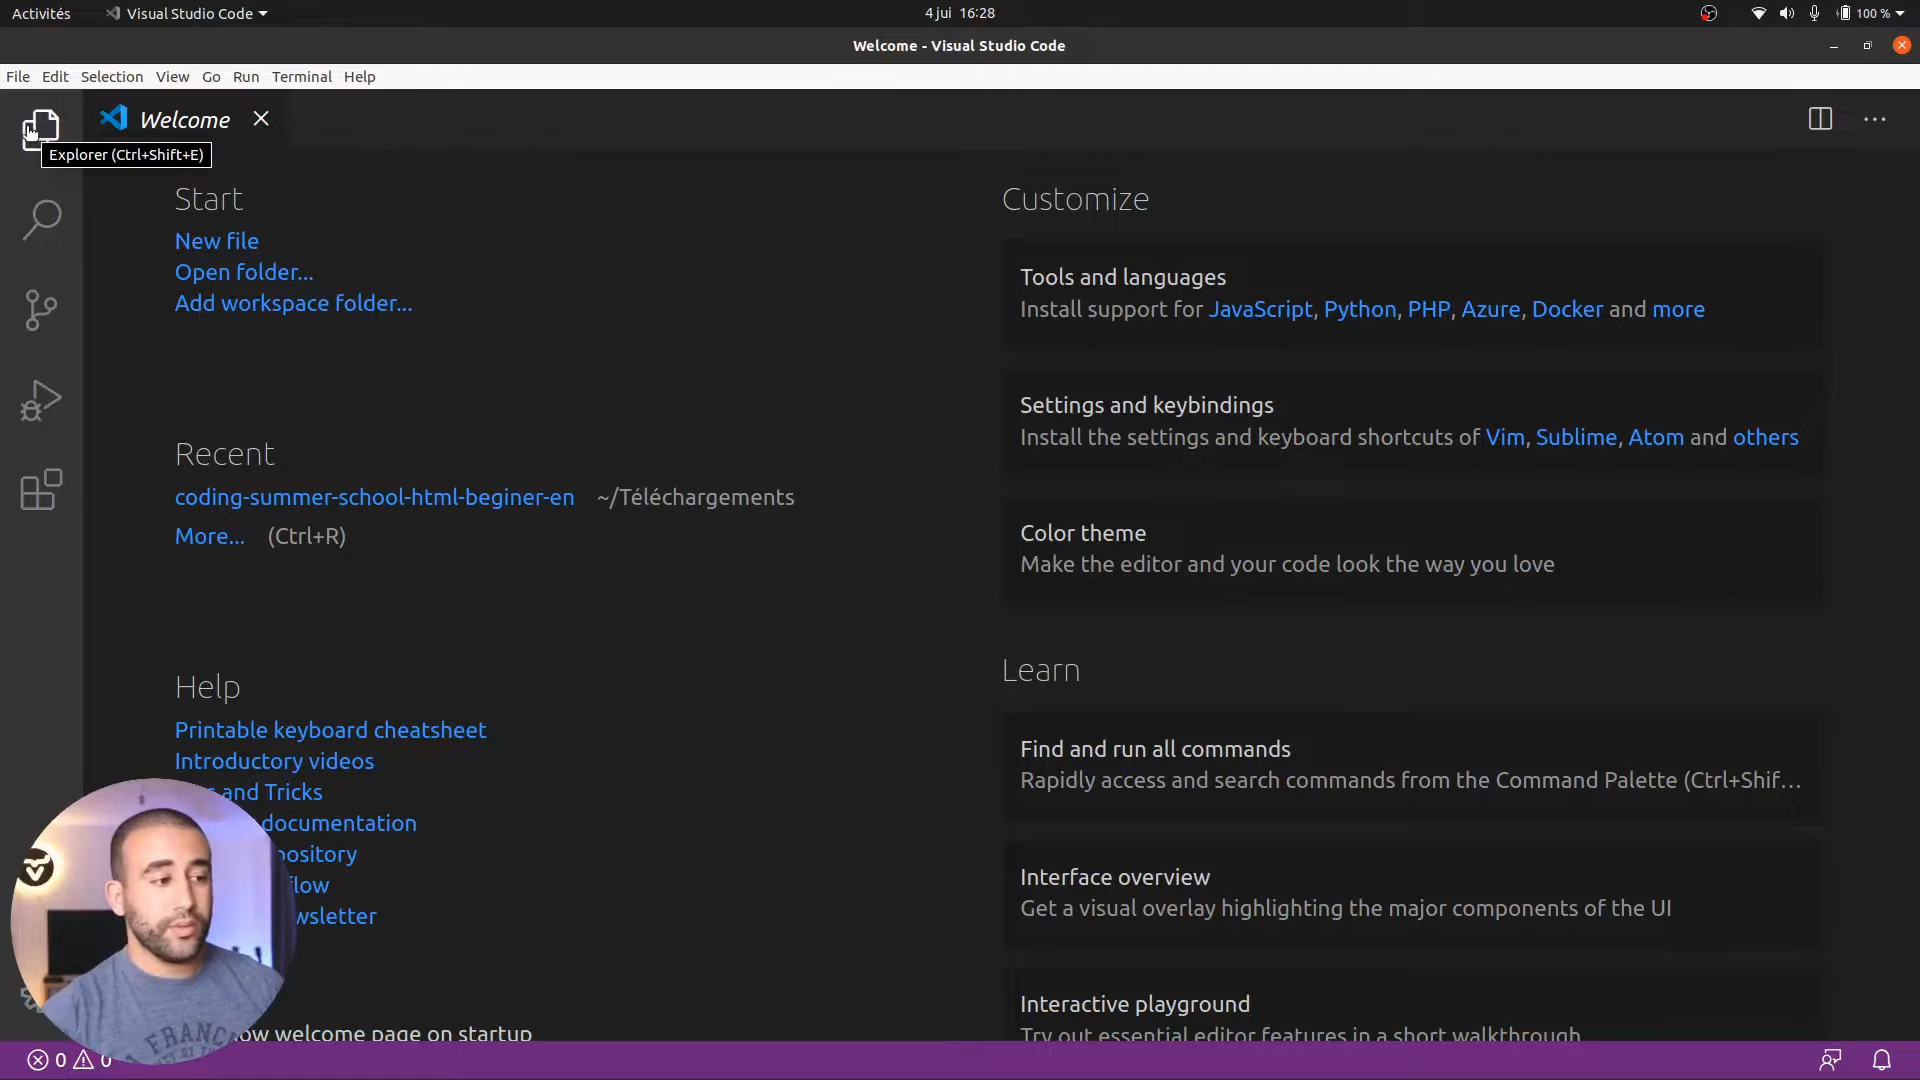 Activités
Visual Studio Code
4 jui 16:28
100 %
Welcome - Visual Studio Code
File Edit Selection View Go Run Terminal Help
Welcome
Explorer (Ctrl+Shift+E)
Start
New file
Open folder...
Add workspace folder...
Recent
coding-summer-school-html-beginer-en ~/Téléchargements
More... (Ctrl+R)
Help
Printable keyboard cheatsheet
Introductory videos
and Tricks
documentation
Customize
Tools and languages
Install support for JavaScript, Python, PHP, Azure, Docker and more
Settings and keybindings
Install the settings and keyboard shortcuts of Vim, Sublime, Atom and others
Color theme
Make the editor and your code look the way you love
Learn
Find and run all commands
Rapidly access and search commands from the Command Palette (Ctrl+Shif...
Interface overview
Get a visual overlay highlighting the major components of the UI
Interactive playground
Try out essential editor features in a short walkthrough
welcome page on startup
0 0